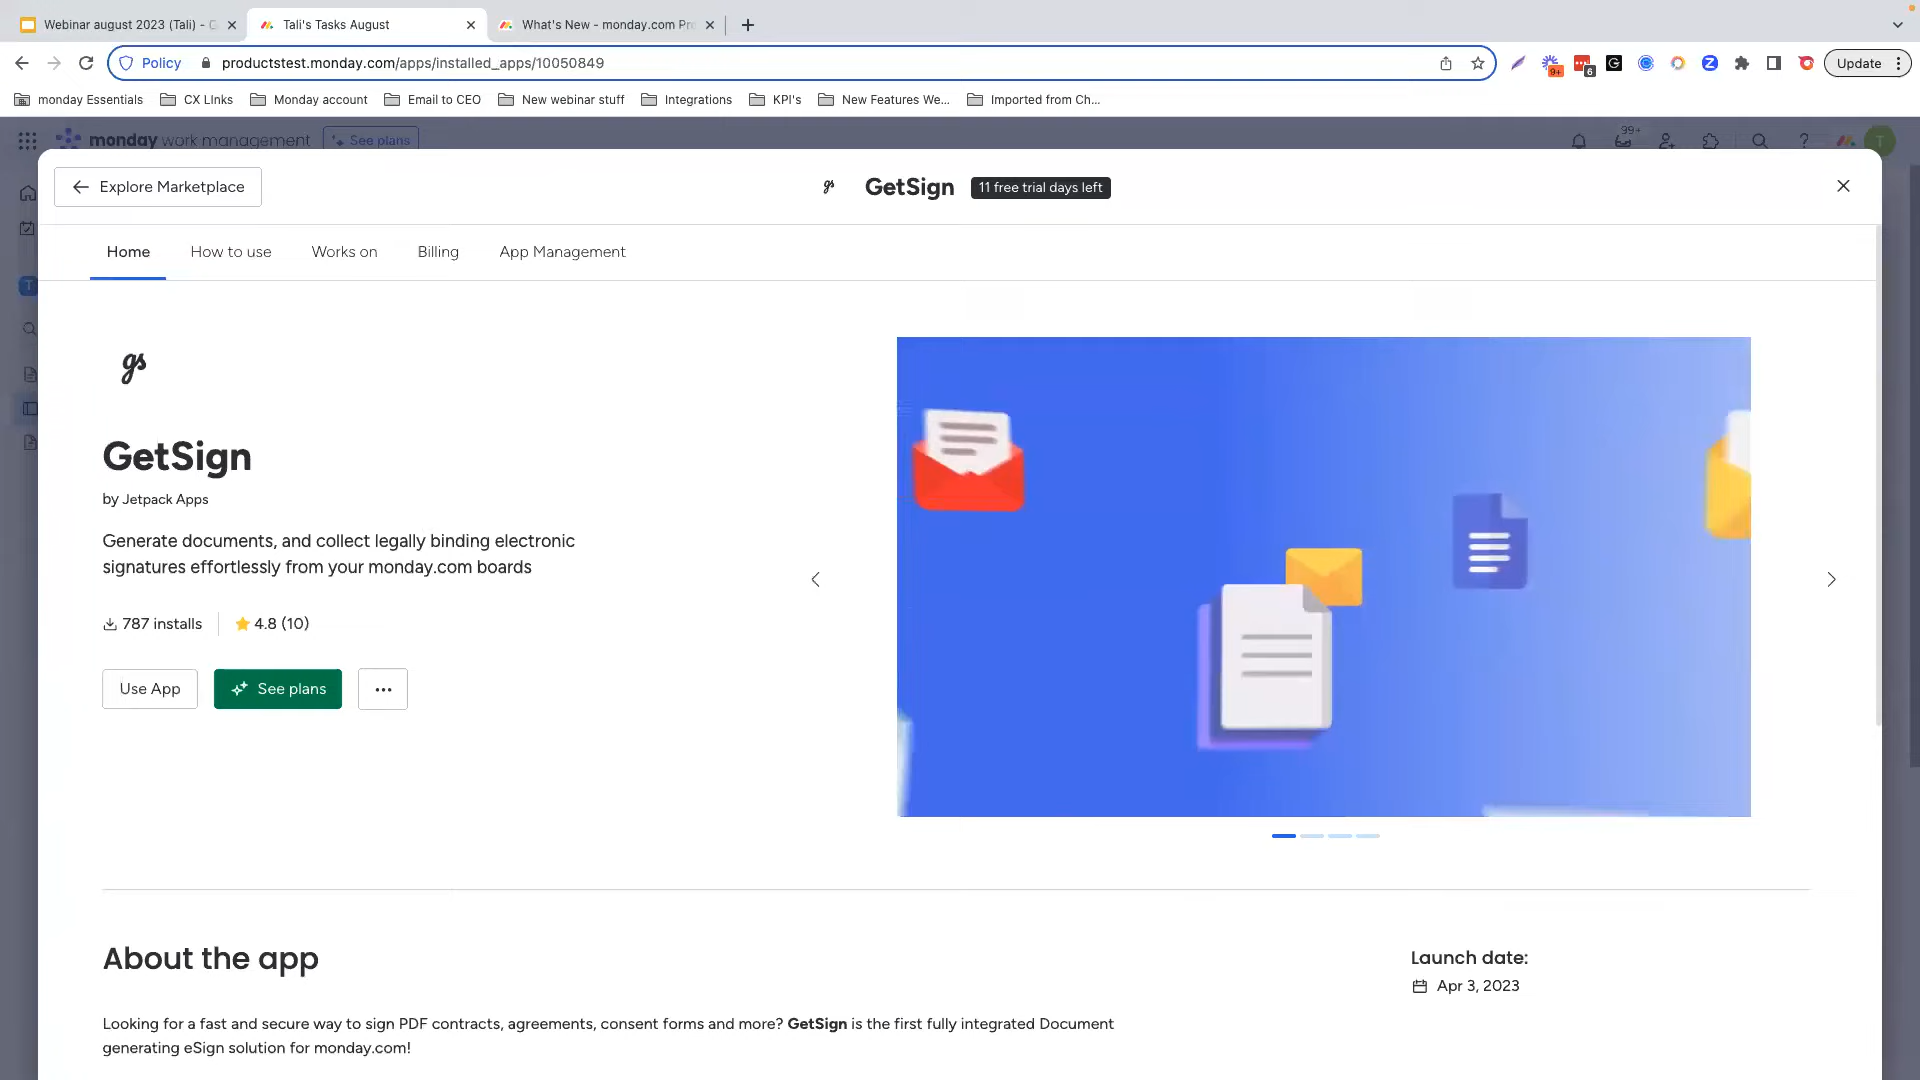 Webinar august 2023 (Tali) - G
Tali's Tasks August
What's New - monday.com Pr
Policy
productstest.monday.com/apps/installed_apps/10050849
9+
6
Update
monday Essentials
CX LInks
Monday account
Email to CEO
New webinar stuff
Integrations
KPI's
New Features We...
Imported from Ch...
monday work management
See plans
99+
T
Explore Marketplace
gs
GetSign
11 free trial days left
Home
How to use
Works on
Billing
App Management
gs
GetSign
by Jetpack Apps
Generate documents, and collect legally binding electronic
signatures effortlessly from your monday.com boards
787 installs
4.8 (10)
Use App
See plans
About the app
Launch date:
Apr 3, 2023
Looking for a fast and secure way to sign PDF contracts, agreements, consent forms and more? GetSign is the first fully integrated Document
generating eSign solution for monday.com!